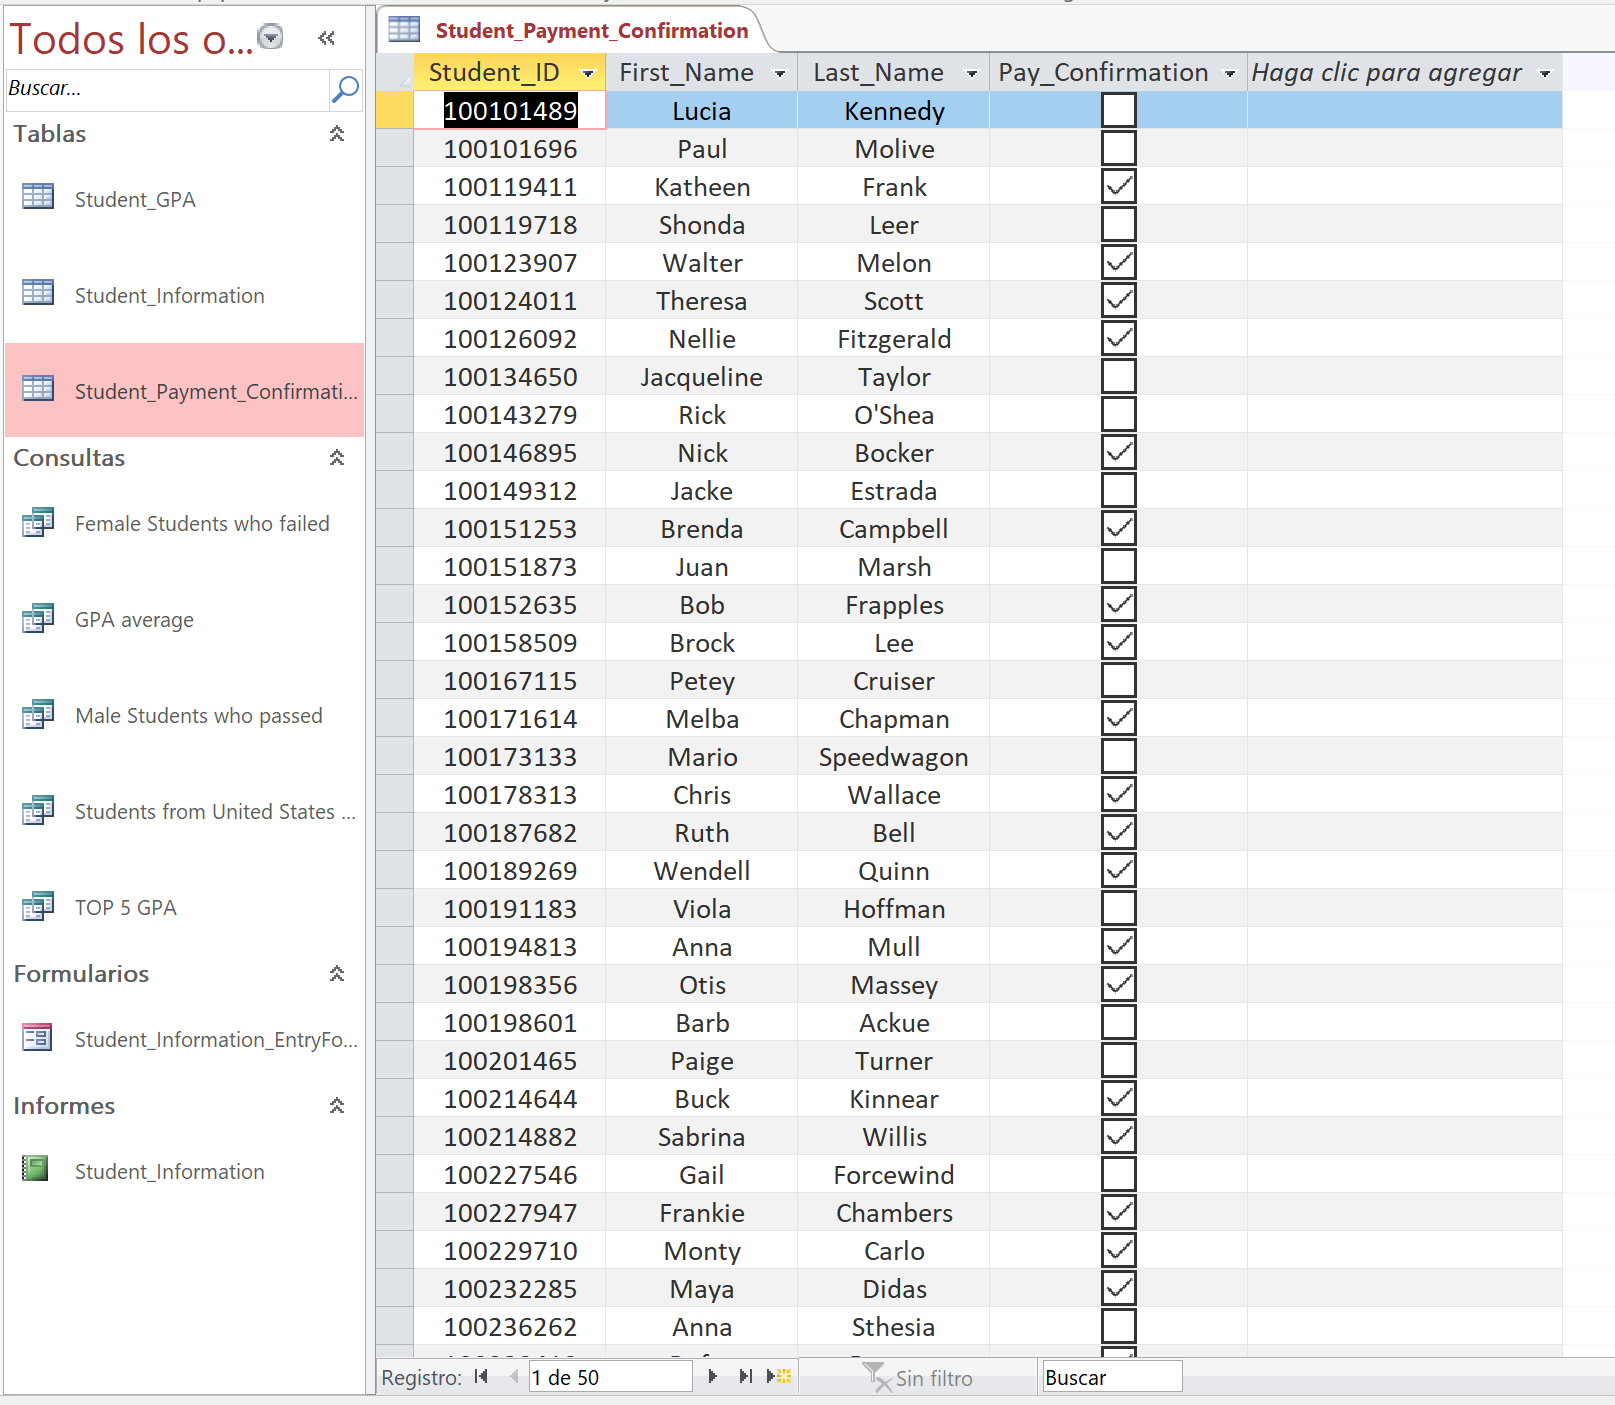 Todos los o...
Buscar...
Tablas
Student_GPA
Student_Information
Student_Payment_Confirmati...
Consultas
Female Students who failed
GPA average
Male Students who passed
Students from United States ...
TOP 5 GPA
Formularios
Student_Information_EntryFo...
Informes
Student_Information
Student_Payment_Confirmation
Student_ID First_Name Last_Name Pay_Confirmation Haga clic para agregar
100101489 Lucia Kennedy
100101696 Paul Molive
100119411 Katheen Frank
100119718 Shonda Leer
100123907 Walter Melon
100124011 Theresa Scott
100126092 Nellie Fitzgerald
100134650 Jacqueline Taylor
100143279 Rick O'Shea
100146895 Nick Bocker
100149312 Jacke Estrada
100151253 Brenda Campbell
100151873 Juan Marsh
100152635 Bob Frapples
100158509 Brock Lee
100167115 Petey Cruiser
100171614 Melba Chapman
100173133 Mario Speedwagon
100178313 Chris Wallace
100187682 Ruth Bell
100189269 Wendell Quinn
100191183 Viola Hoffman
100194813 Anna Mull
100198356 Otis Massey
100198601 Barb Ackue
100201465 Paige Turner
100214644 Buck Kinnear
100214882 Sabrina Willis
100227546 Gail Forcewind
100227947 Frankie Chambers
100229710 Monty Carlo
100232285 Maya Didas
100236262 Anna Sthesia
Registro: 1 de 50 Sin filtro Buscar